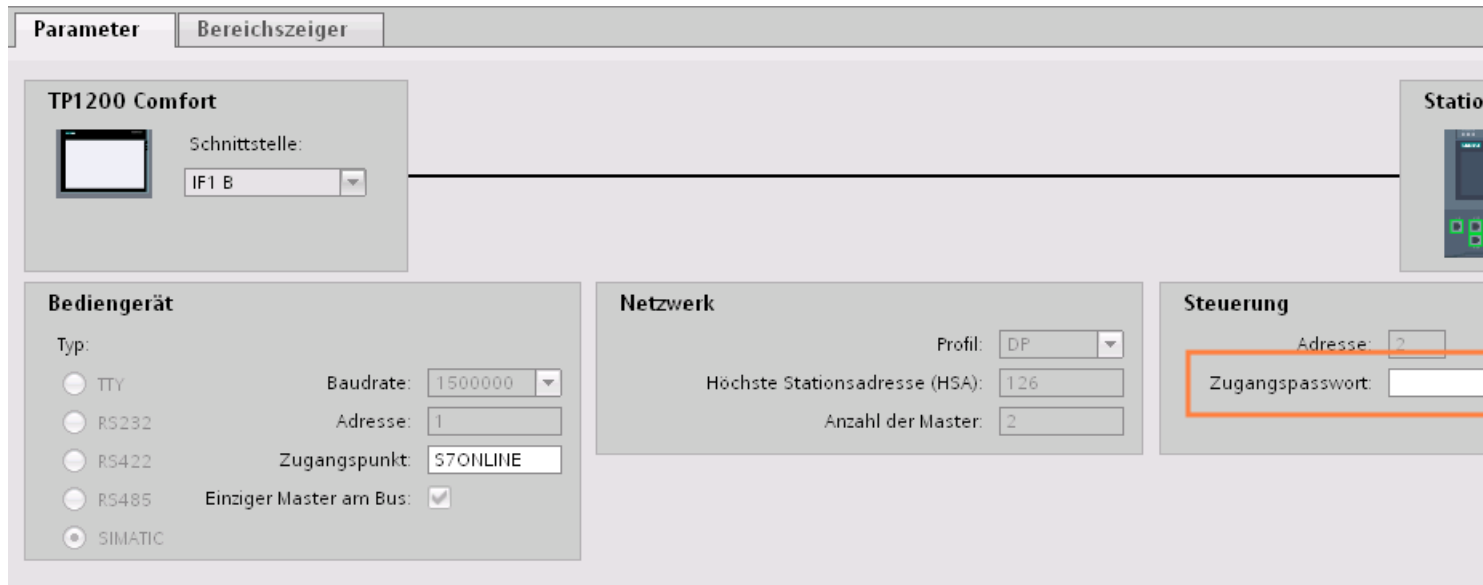 Parameter Bereichszeiger
TP1200 Comfort
Schnittstelle:
IF1 B
Statio
Bediengerät
Typ:
TTY
RS232
RS422
RS485
SIMATIC
Baudrate: 1500000
Adresse: 1
Zugangspunkt: S7ONLINE
Einziger Master am Bus:
Netzwerk
Profil: DP
Höchste Stationsadresse (HSA): 126
Anzahl der Master: 2
Steuerung
Adresse: 2
Zugangspasswort: